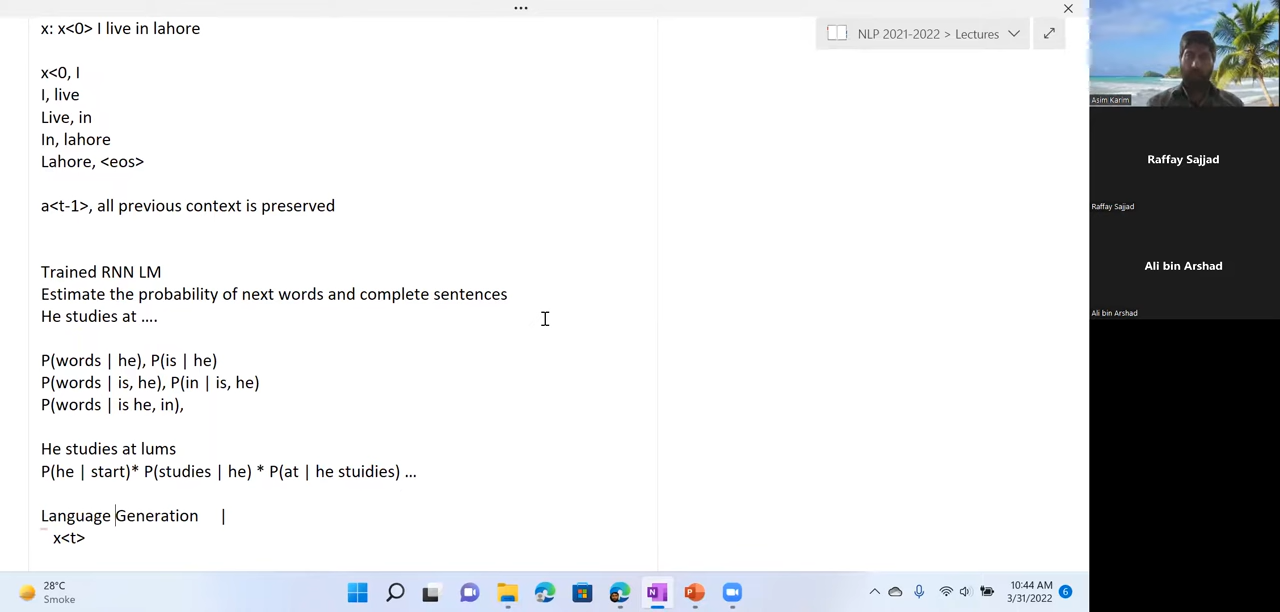 x: x<0> I live in lahore
NLP 2021-2022 > Lectures
x<0, I
I, live
Live, in
In, lahore
Lahore, <eos>
a<t-1>, all previous context is preserved
Trained RNN LM
Estimate the probability of next words and complete sentences
He studies at ....
P(words | he), P(is | he)
P(words | is, he), P(in | is, he)
P(words | is he, in),
He studies at lums
P(he | start)* P(studies | he) * P(at | he stuidies) ...
Language Generation |
x<t>
Asim Karim
Raffay Sajjad
Raffay Sajjad
Ali bin Arshad
Ali bin Arshad
28°C
Smoke
10:44 AM
3/31/2022
6